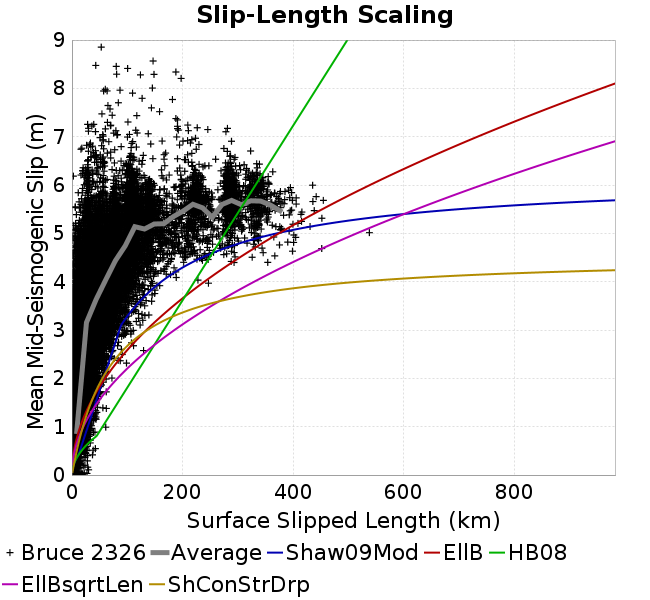 Slip-Length Scaling
Mean Mid-Seismogenic Slip (m)
9
8
7
6
5
4
3
2
1
0
0 200 400 600 800
Surface Slipped Length (km)
Bruce 2326 Average Shaw09Mod EllB HB08
EllBsqrtLen ShConStrDrp